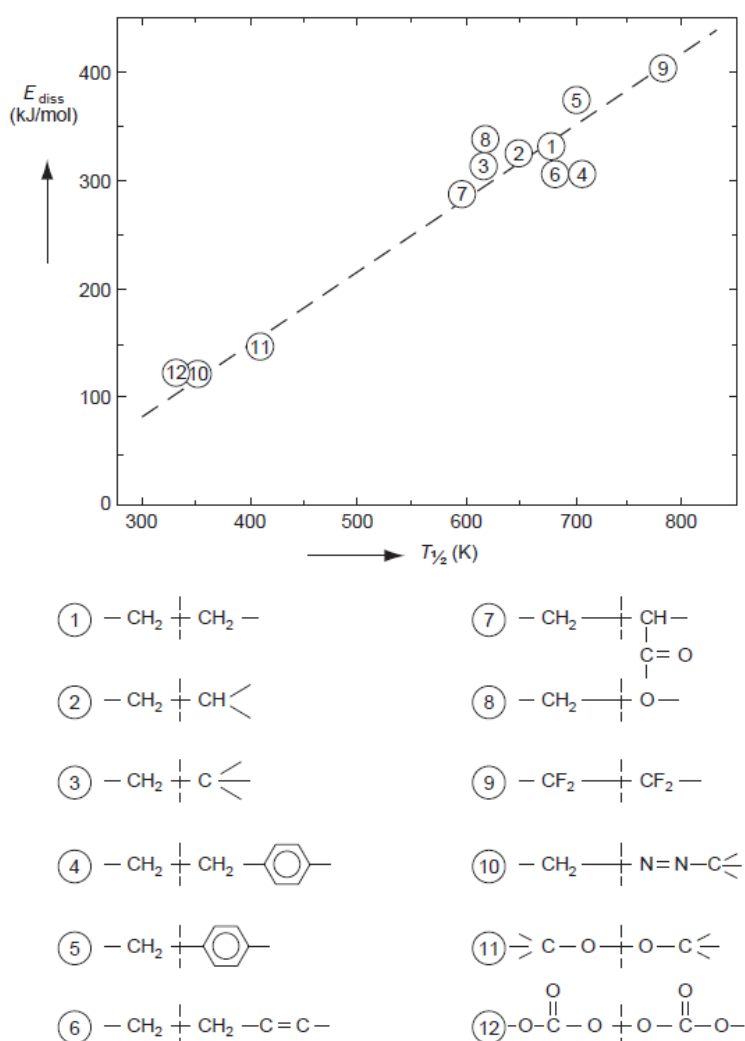 400
E diss
(kJ/mol)
300
200
100
0
9
5
8
1
2
3
6
4
7
11
12
10
300 400 500 600 700 800
T½ (K)
1 — CH2 CH2 —
2 — CH2 CH
3 — CH2 C
4 — CH2 CH2
5 — CH2
6 — CH2 CH2 — C = C —
7 — CH2 CH —
C = O
8 — CH2 O —
9 — CF2 CF2 —
10 — CH2 N = N — C
11 C — O O — C
O O
12 -O — C — O O — C — O —